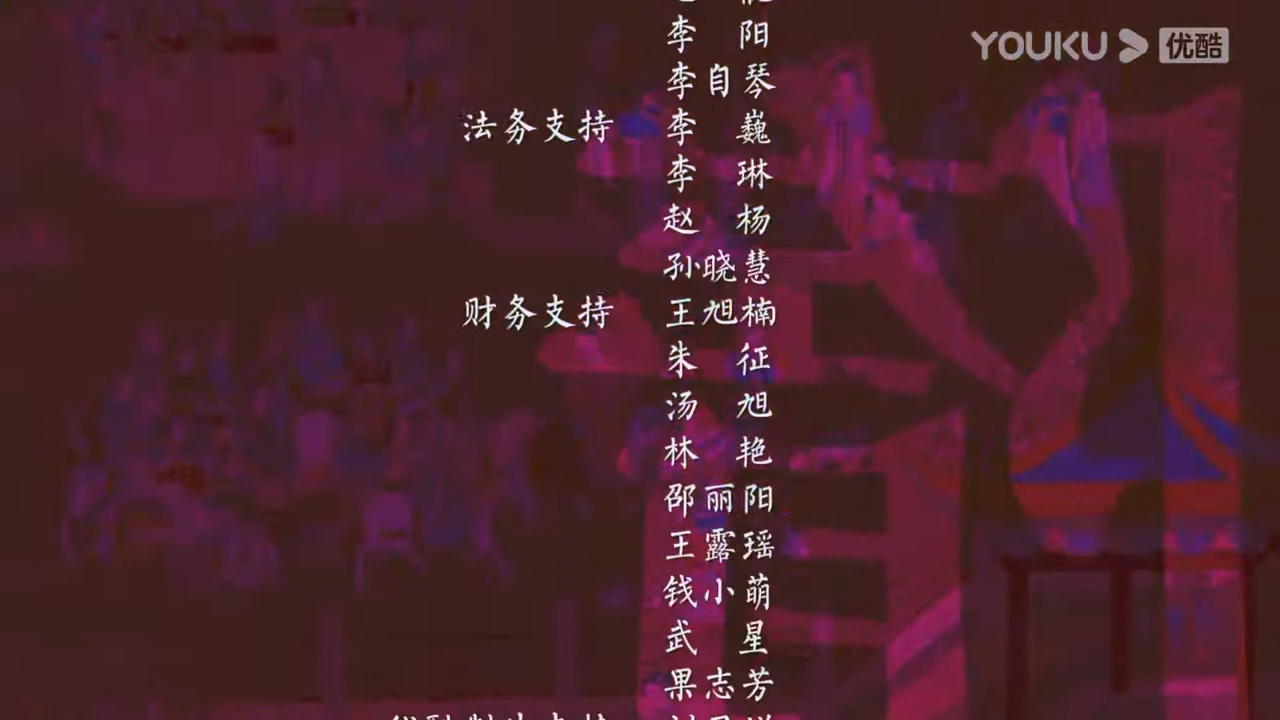 YOUKU 优酷
李 阳
李自琴
法务支持 李 巍
李 琳
赵 杨
孙晓慧
财务支持 王旭楠
朱 征
汤 旭
林 艳
邵丽阳
王露瑶
钱小萌
武 星
果志芳